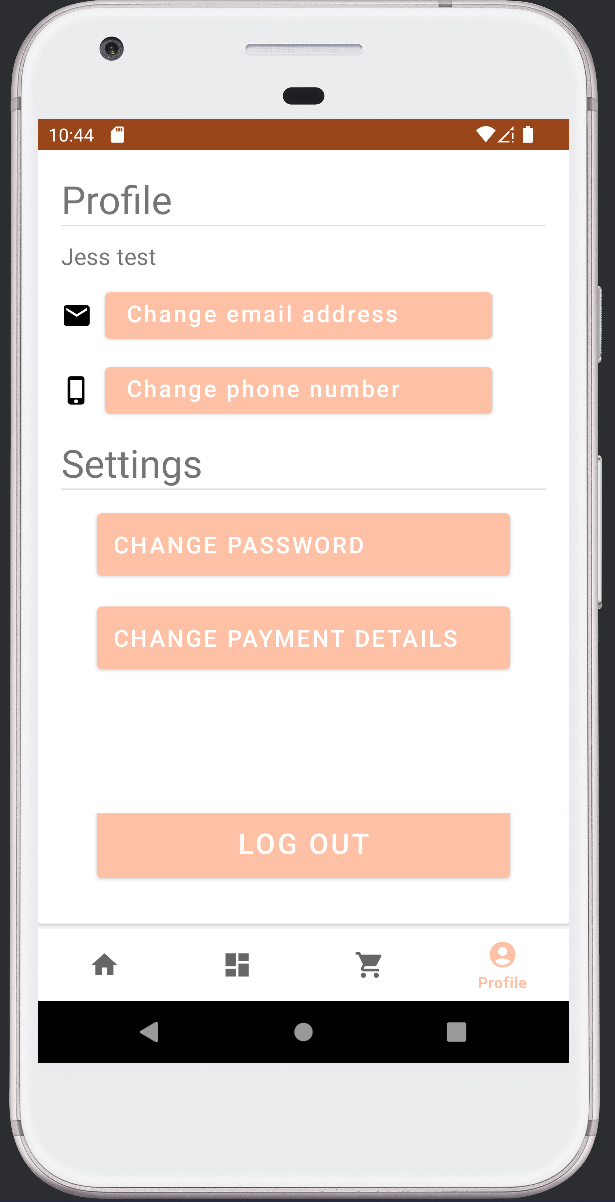 10:44
Profile
Jess test
Change email address
Change phone number
Settings
CHANGE PASSWORD
CHANGE PAYMENT DETAILS
LOG OUT
Profile